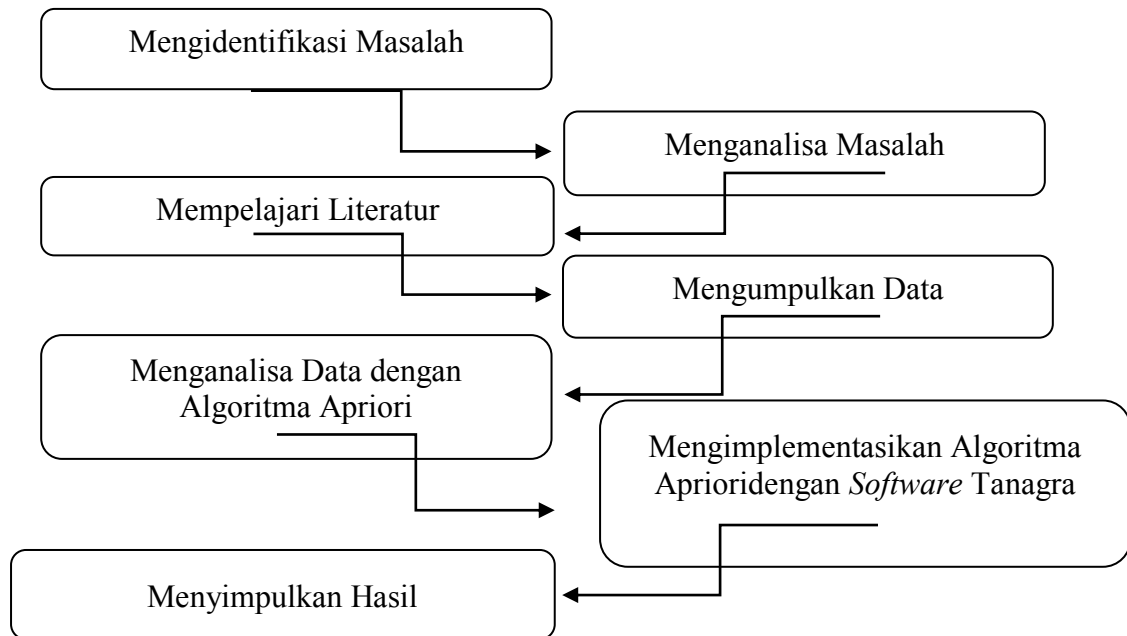 Mengidentifikasi Masalah
Menganalisa Masalah
Mempelajari Literatur
Mengumpulkan Data
Menganalisa Data dengan
Algoritma Apriori
Mengimplementasikan Algoritma
Aprioridengan Software Tanagra
Menyimpulkan Hasil